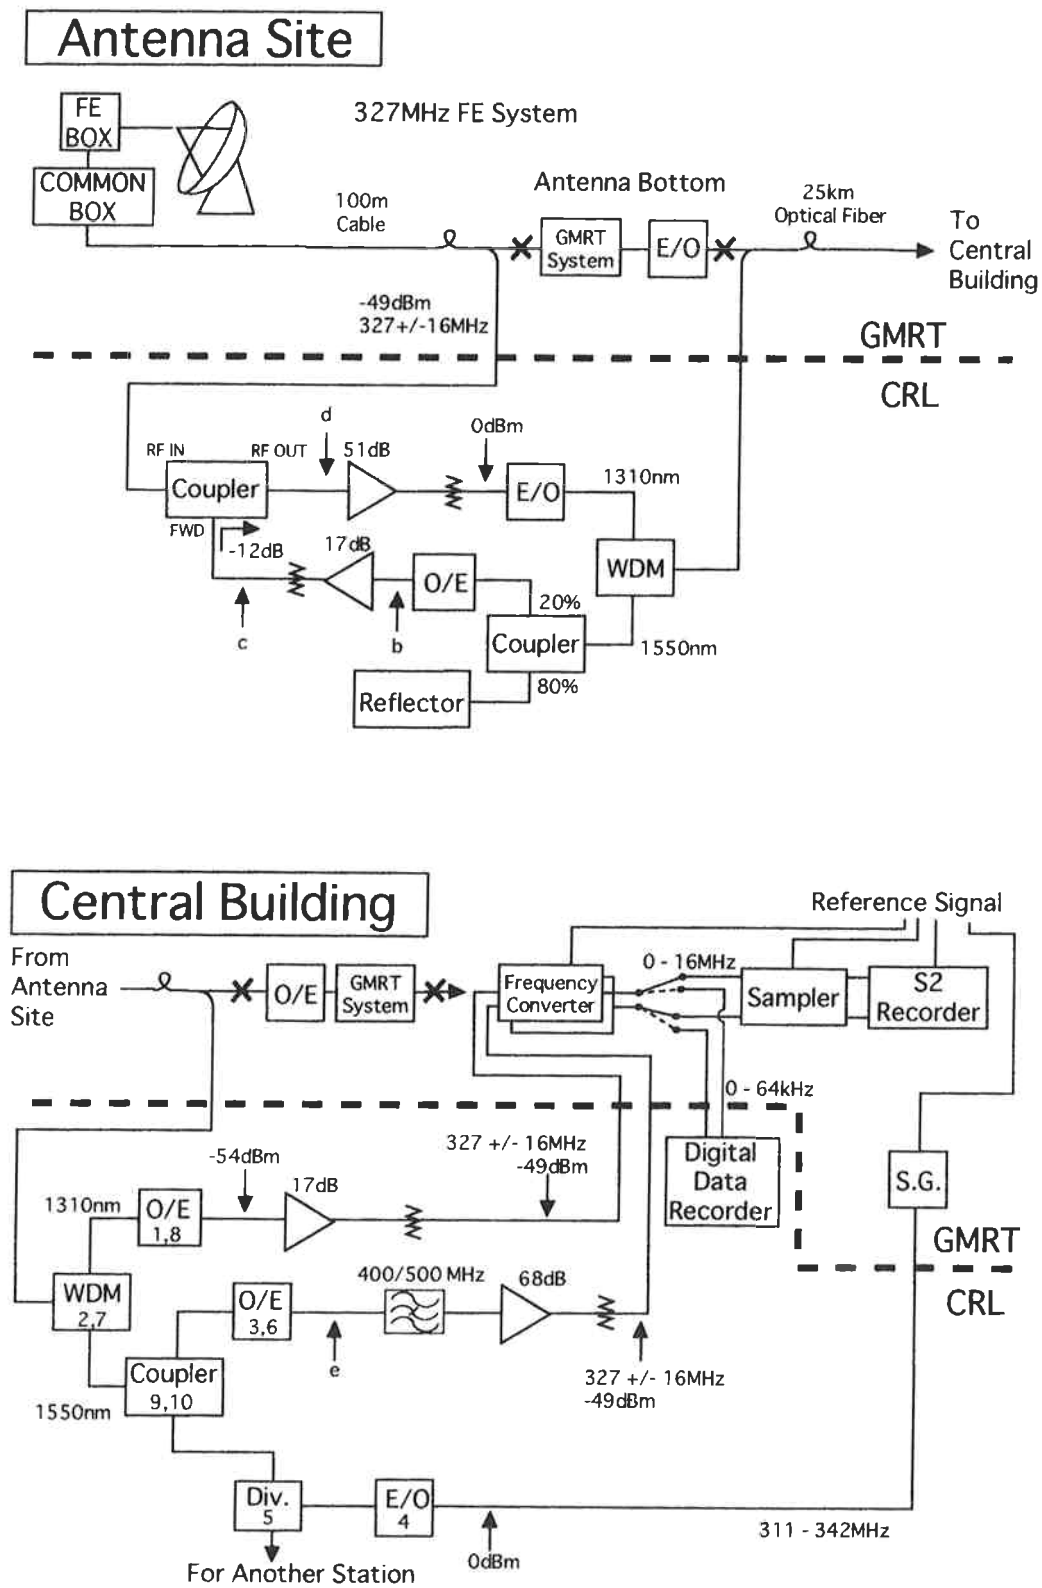 Antenna Site
FE
BOX
327MHz FE System
COMMON
BOX
100m
Cable
Antenna Bottom
GMRT
System
E/O
25km
Optical Fiber
To
Central
Building
-49dBm
327+/-16MHz
GMRT
CRL
d
RF IN
RF OUT
51dB
0dBm
Coupler
E/O
1310nm
FWD
-12dB
17dB
O/E
WDM
20%
c
b
Coupler
1550nm
80%
Reflector
Central Building
Reference Signal
From
Antenna
Site
O/E
GMRT
System
Frequency
Converter
0 - 16MHz
Sampler
S2
Recorder
0 - 64kHz
327 +/- 16MHz
-49dBm
-54dBm
17dB
Digital
Data
Recorder
S.G.
1310nm
O/E
1,8
GMRT
CRL
WDM
2,7
O/E
3,6
400/500 MHz
68dB
e
327 +/- 16MHz
-49dBm
Coupler
9,10
1550nm
Div.
5
E/O
4
0dBm
311 - 342MHz
For Another Station